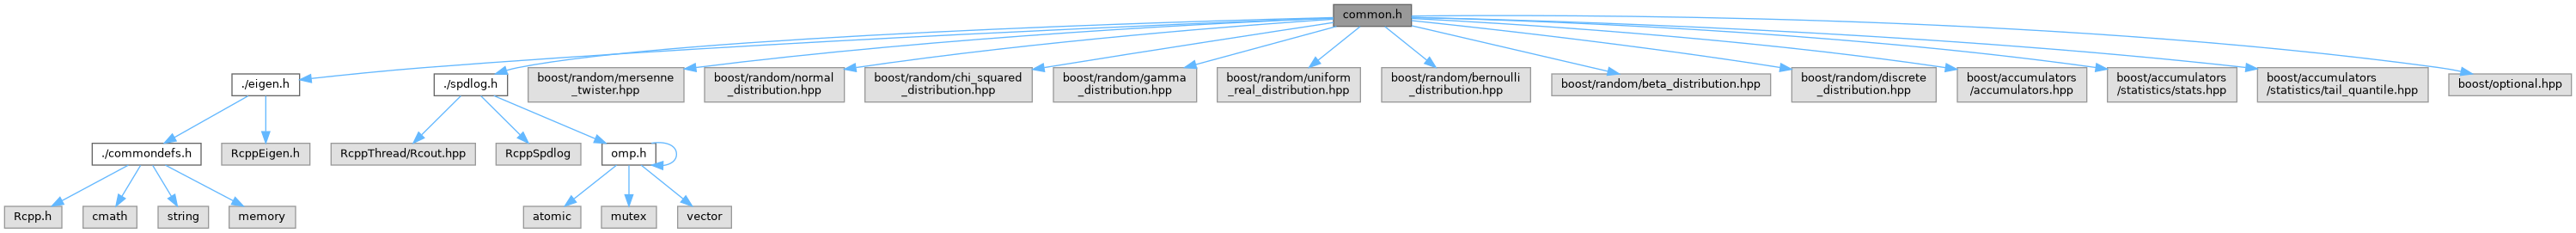 common.h
./eigen.h
./spdlog.h
boost/random/mersenne
_twister.hpp
boost/random/normal
_distribution.hpp
boost/random/chi_squared
_distribution.hpp
boost/random/gamma
_distribution.hpp
boost/random/uniform
_real_distribution.hpp
boost/random/bernoulli
_distribution.hpp
boost/random/beta_distribution.hpp
boost/random/discrete
_distribution.hpp
boost/accumulators
/accumulators.hpp
boost/accumulators
/statistics/stats.hpp
boost/accumulators
/statistics/tail_quantile.hpp
boost/optional.hpp
./commondefs.h
RcppEigen.h
RcppThread/Rcout.hpp
RcppSpdlog
omp.h
Rcpp.h
cmath
string
memory
atomic
mutex
vector